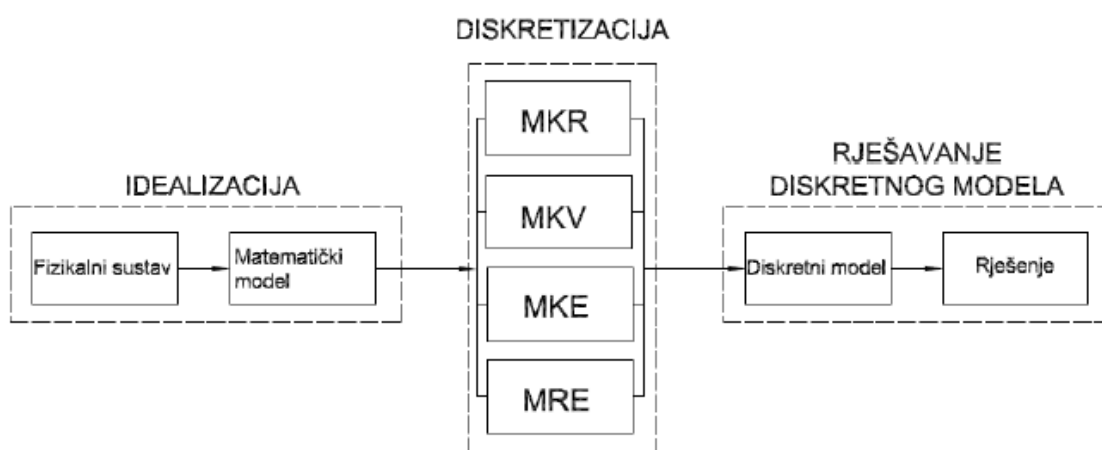 DISKRETIZACIJA
MKR
MKV
MKE
MRE
IDEALIZACIJA
Fizikalni sustav
Matematički
model
RJEŠAVANJE
DISKRETNOG MODELA
Diskretni model
Rješenje